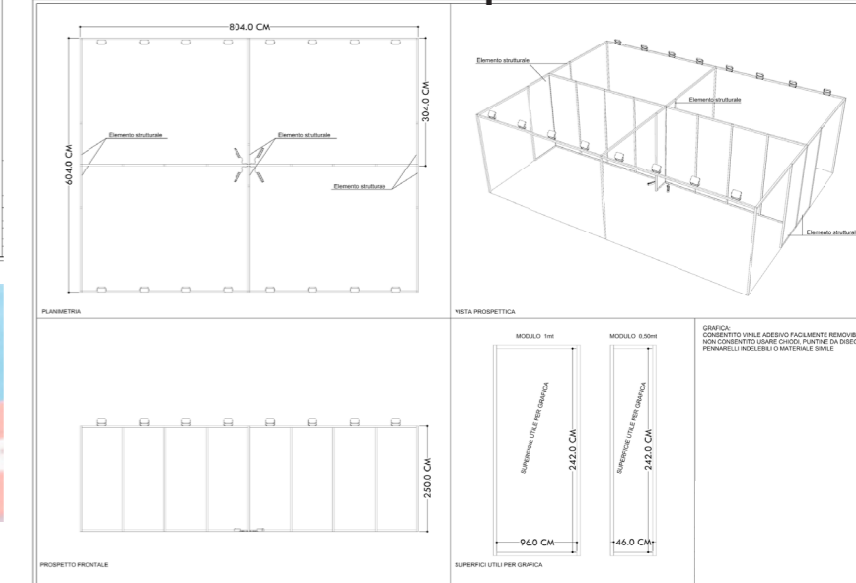 804.0 CM
304.0 CM
604.0 CM
Elemento strutturale
Elemento strutturale
Elemento strutturale
PLANIMETRIA
Elemento strutturale
Elemento strutturale
Elemento strutturale
VISTA PROSPETTICA
250.0 CM
PROSPETTO FRONTALE
MODULO 1mt
MODULO 0,50mt
SUPERFICIE UTILE PER GRAFICA
242.0 CM
96.0 CM
SUPERFICIE UTILE PER GRAFICA
242.0 CM
46.0 CM
SUPERFICI UTILI PER GRAFICA
GRAFICA:
CONSENTITO VINILE ADESIVO FACILMENTE REMOVIB
NON CONSENTITO USARE CHIODI, PUNTINE DA DISEG
PENNARELLI INDELEBILI O MATERIALE SIMILE